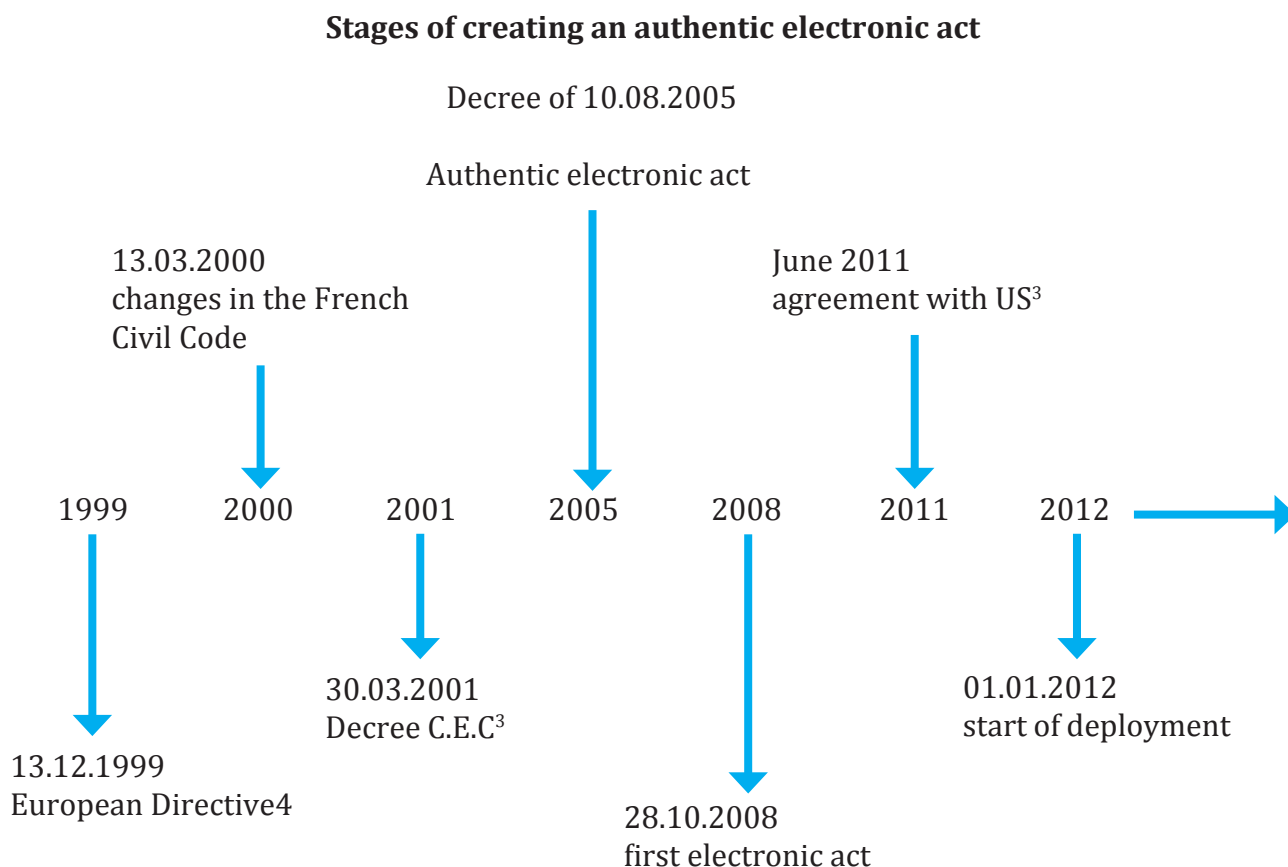 Stages of creating an authentic electronic act
Decree of 10.08.2005
Authentic electronic act
13.03.2000
changes in the French
Civil Code
June 2011
agreement with US³
1999 2000 2001 2005 2008 2011 2012
30.03.2001
Decree C.E.C³
01.01.2012
start of deployment
13.12.1999
European Directive4
28.10.2008
first electronic act